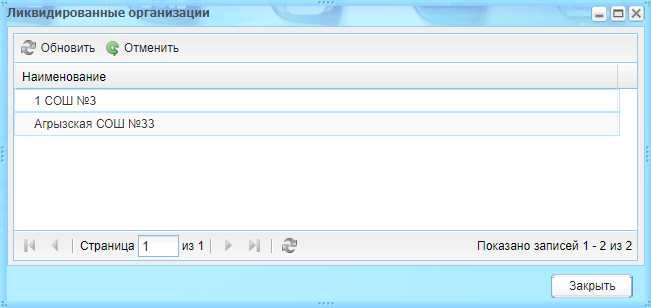 Ликвидированные организации
Обновить Отменить
Наименование
1 СОШ №3
Агрызская СОШ №33
Страница 1 из 1 Показано записей 1 - 2 из 2
Закрыть